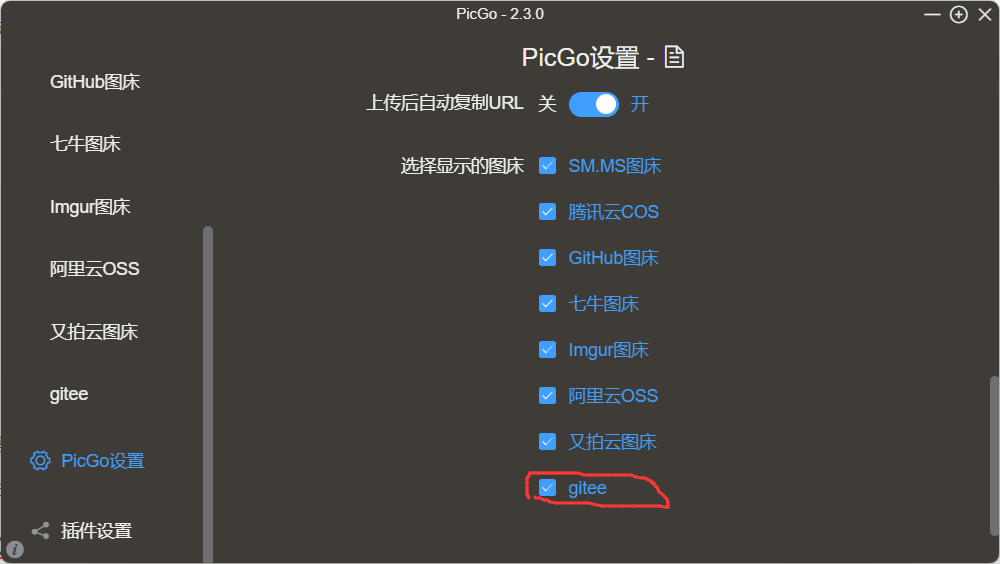 PicGo - 2.3.0
GitHub图床
七牛图床
Imgur图床
阿里云OSS
又拍云图床
gitee
PicGo设置
插件设置
PicGo设置 -
上传后自动复制URL 关 开
选择显示的图床 SM.MS图床
腾讯云COS
GitHub图床
七牛图床
Imgur图床
阿里云OSS
又拍云图床
gitee